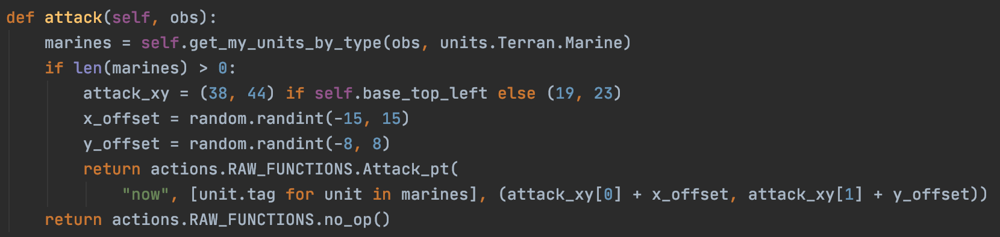 def attack(self, obs):
    marines = self.get_my_units_by_type(obs, units.Terran.Marine)
    if len(marines) > 0:
        attack_xy = (38, 44) if self.base_top_left else (19, 23)
        x_offset = random.randint(-15, 15)
        y_offset = random.randint(-8, 8)
        return actions.RAW_FUNCTIONS.Attack_pt(
            "now", [unit.tag for unit in marines], (attack_xy[0] + x_offset, attack_xy[1] + y_offset))
    return actions.RAW_FUNCTIONS.no_op()